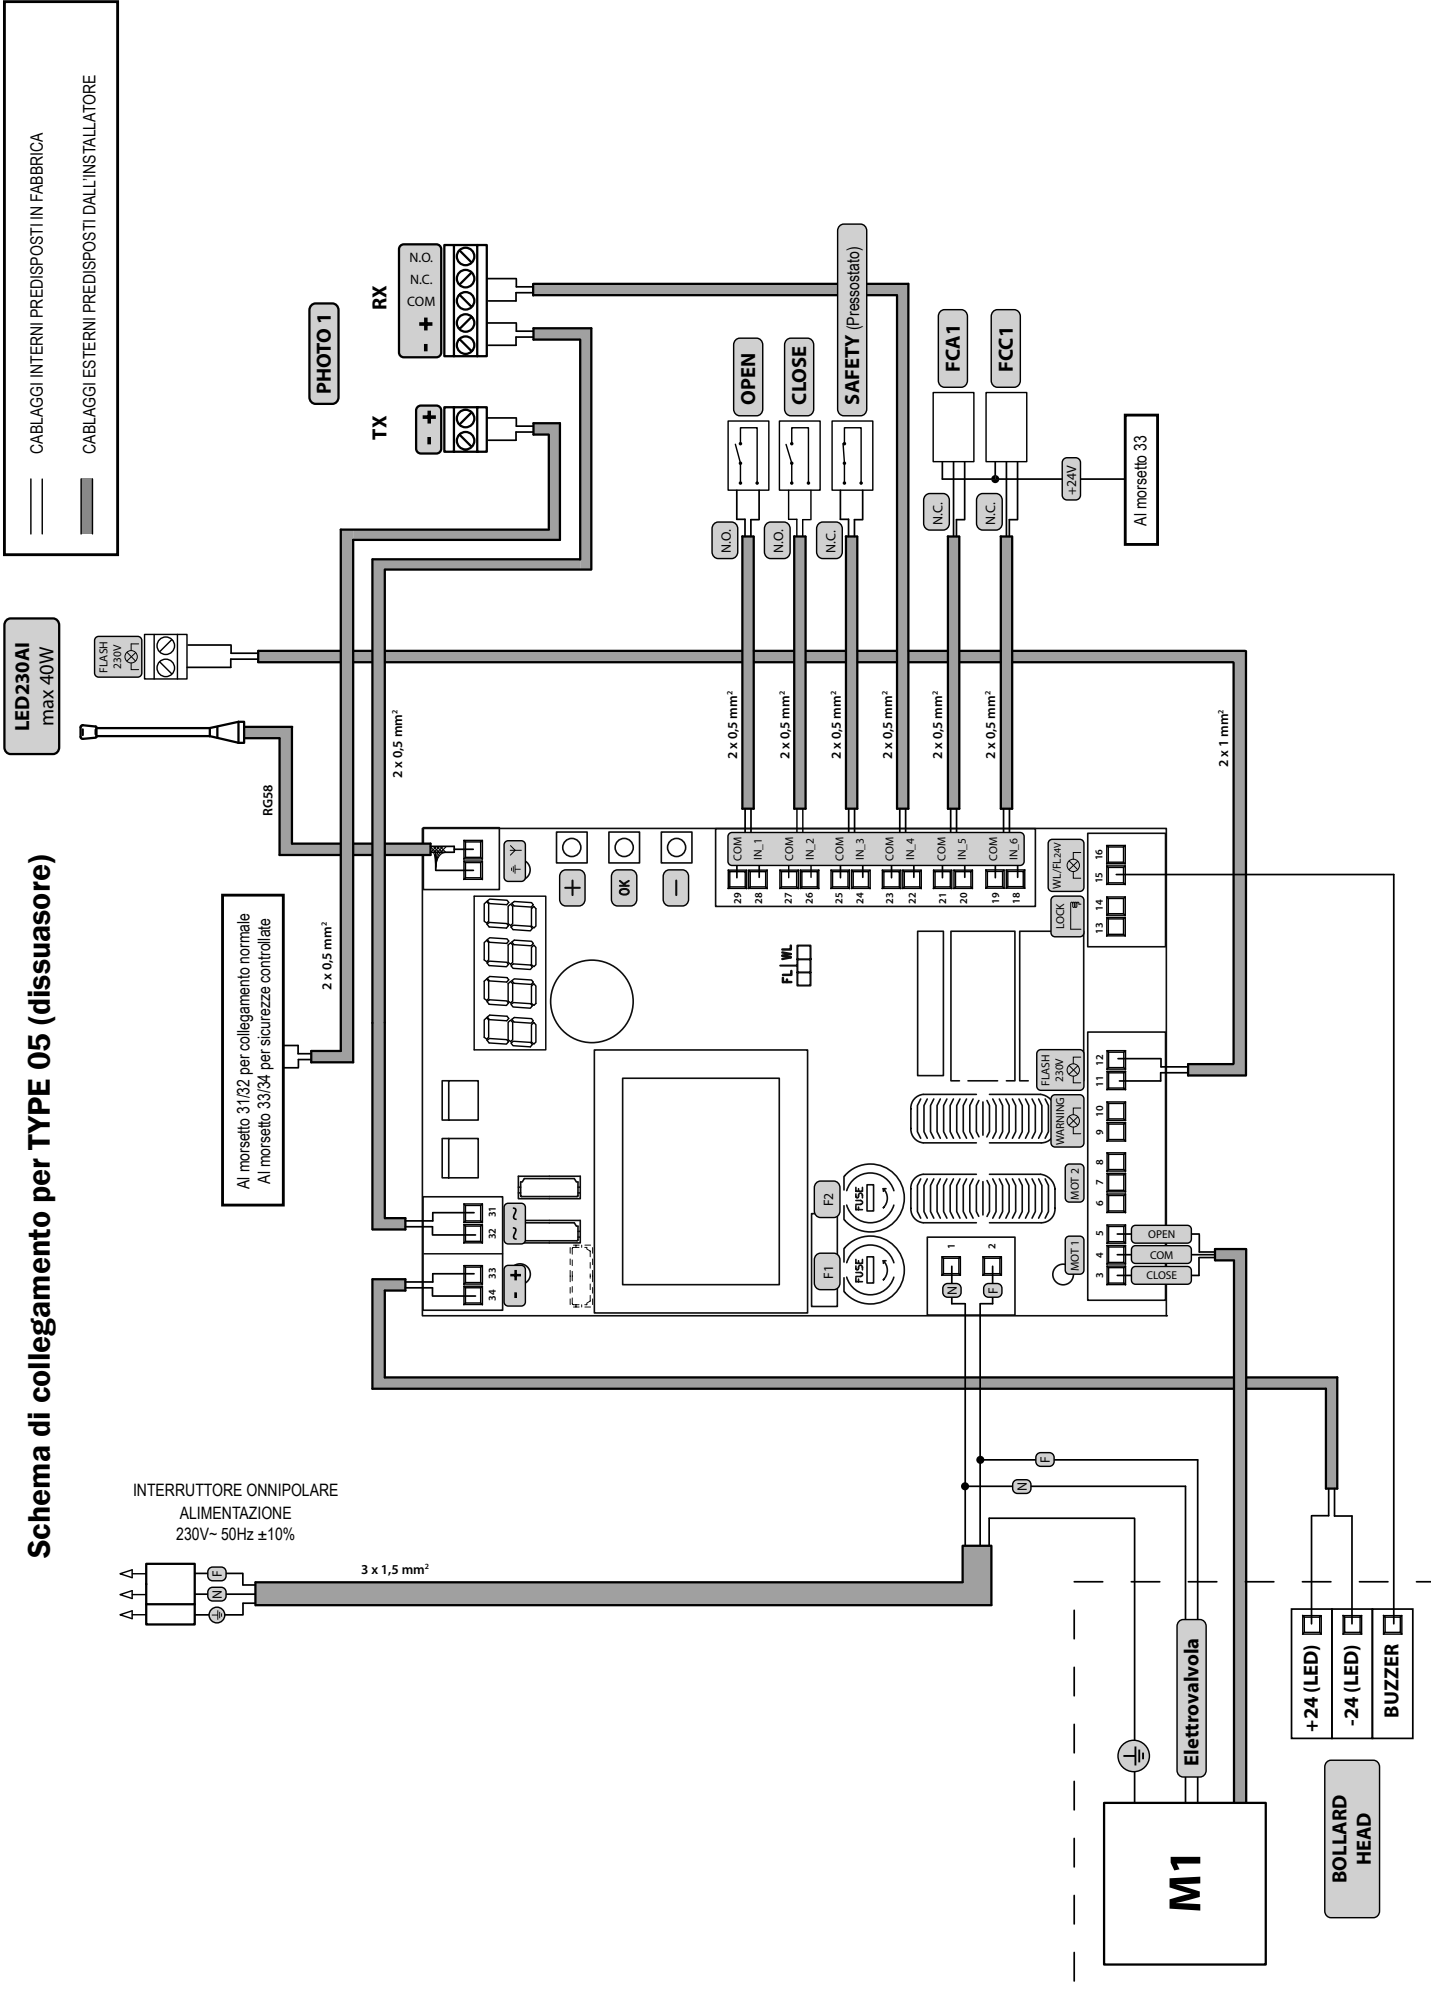 Schema di collegamento per TYPE 05 (dissuasore)
CABLAGGI INTERNI PREDISPOSTI IN FABBRICA
CABLAGGI ESTERNI PREDISPOSTI DALL'INSTALLATORE
LED230AI
max 40W
FLASH
230V
RG58
INTERRUTTORE ONNIPOLARE
ALIMENTAZIONE
230V~ 50Hz ±10%
F
N
3 x 1,5 mm²
Al morsetto 31/32 per collegamento normale
Al morsetto 33/34 per sicurezze controllate
2 x 0,5 mm²
2 x 0,5 mm²
PHOTO 1
TX
- +
RX
- + COM N.C. N.O.
34 33 32 31
- +
~ ~
Y
+
OK
-
OPEN
CLOSE
SAFETY (Pressostato)
FCA1
FCC1
N.O.
N.O.
N.C.
N.C.
N.C.
+24V
Al morsetto 33
2 x 0,5 mm²
2 x 0,5 mm²
2 x 0,5 mm²
2 x 0,5 mm²
2 x 0,5 mm²
2 x 0,5 mm²
29 COM
28 IN_1
27 COM
26 IN_2
25 COM
24 IN_3
23 COM
22 IN_4
21 COM
20 IN_5
19 COM
18 IN_6
FL WL
F1
F2
FUSE
FUSE
1
2
N
F
MOT 1
MOT 2
WARNING
FLASH
230V
LOCK
WL/FL24V
3 4 5 6 7 8 9 10 11 12 13 14 15 16
CLOSE
COM
OPEN
2 x 1 mm²
N
F
Elettrovalvola
M1
+24 (LED)
-24 (LED)
BUZZER
BOLLARD
HEAD